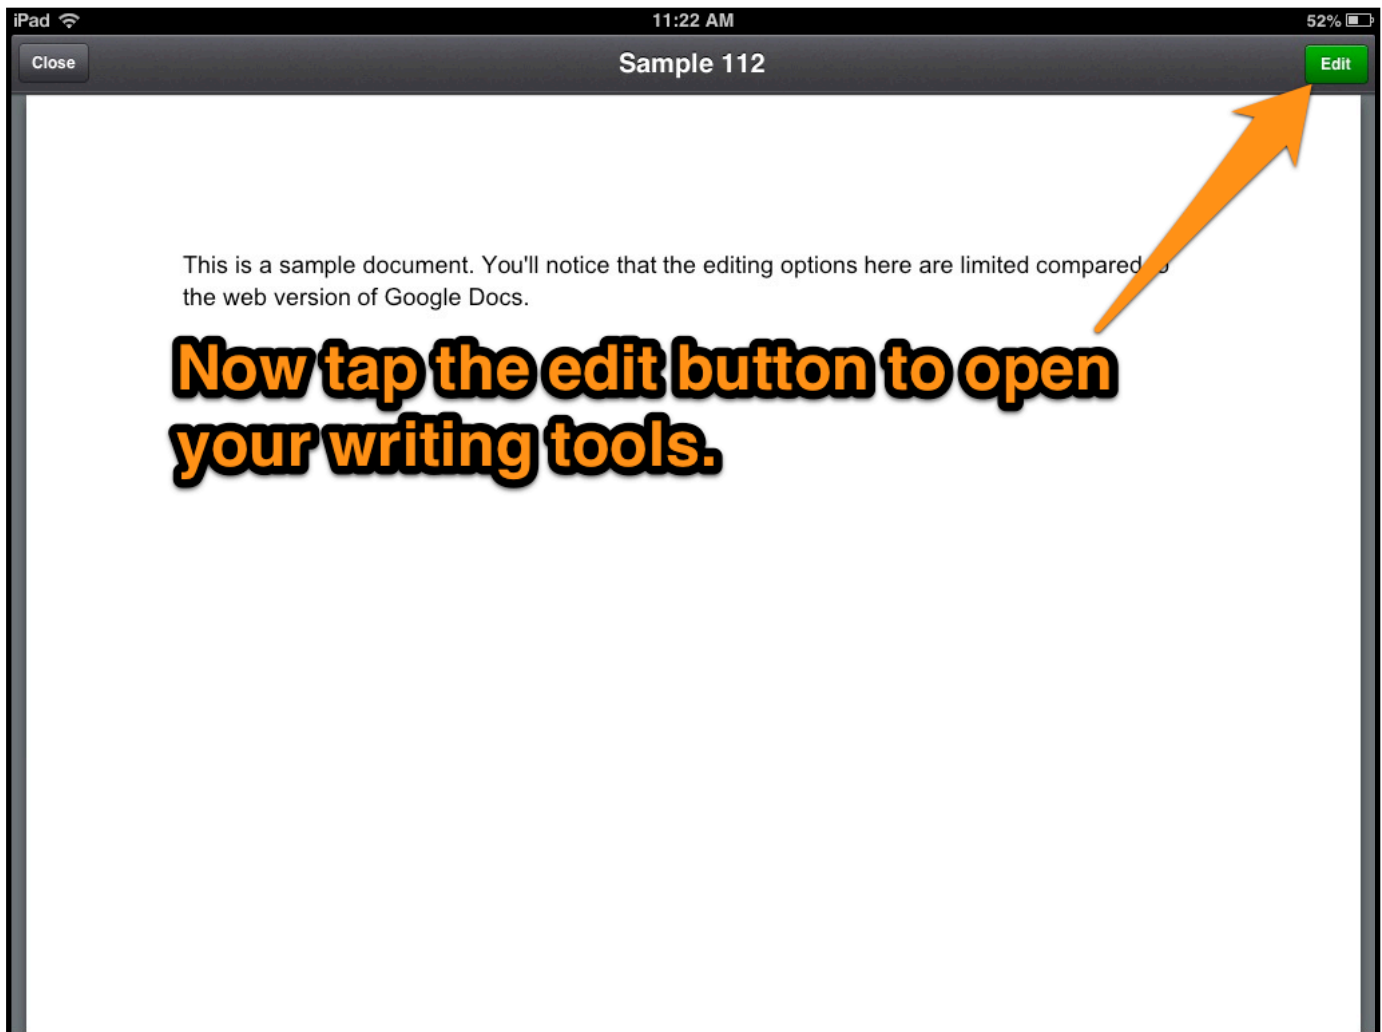 iPad 11:22 AM 52%
Close Sample 112 Edit
This is a sample document. You'll notice that the editing options here are limited compared to
the web version of Google Docs.
Now tap the edit button to open
your writing tools.